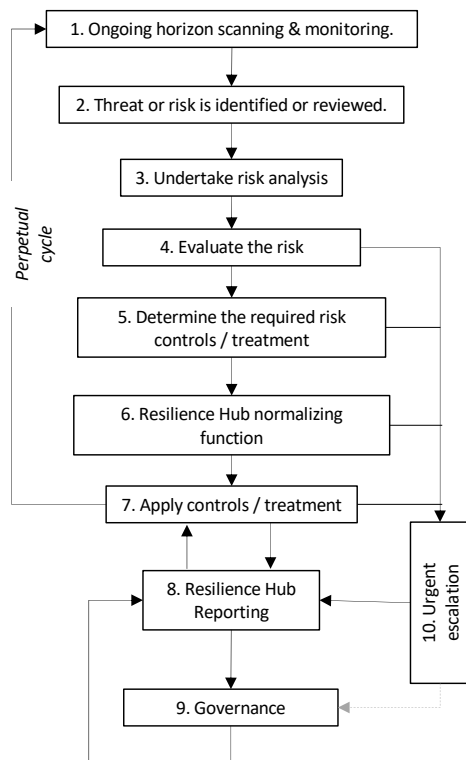 1. Ongoing horizon scanning & monitoring.
2. Threat or risk is identified or reviewed.
3. Undertake risk analysis
Perpetual
cycle
4. Evaluate the risk
5. Determine the required risk
controls / treatment
6. Resilience Hub normalizing
function
7. Apply controls / treatment
8. Resilience Hub
Reporting
10. Urgent
escalation
9. Governance